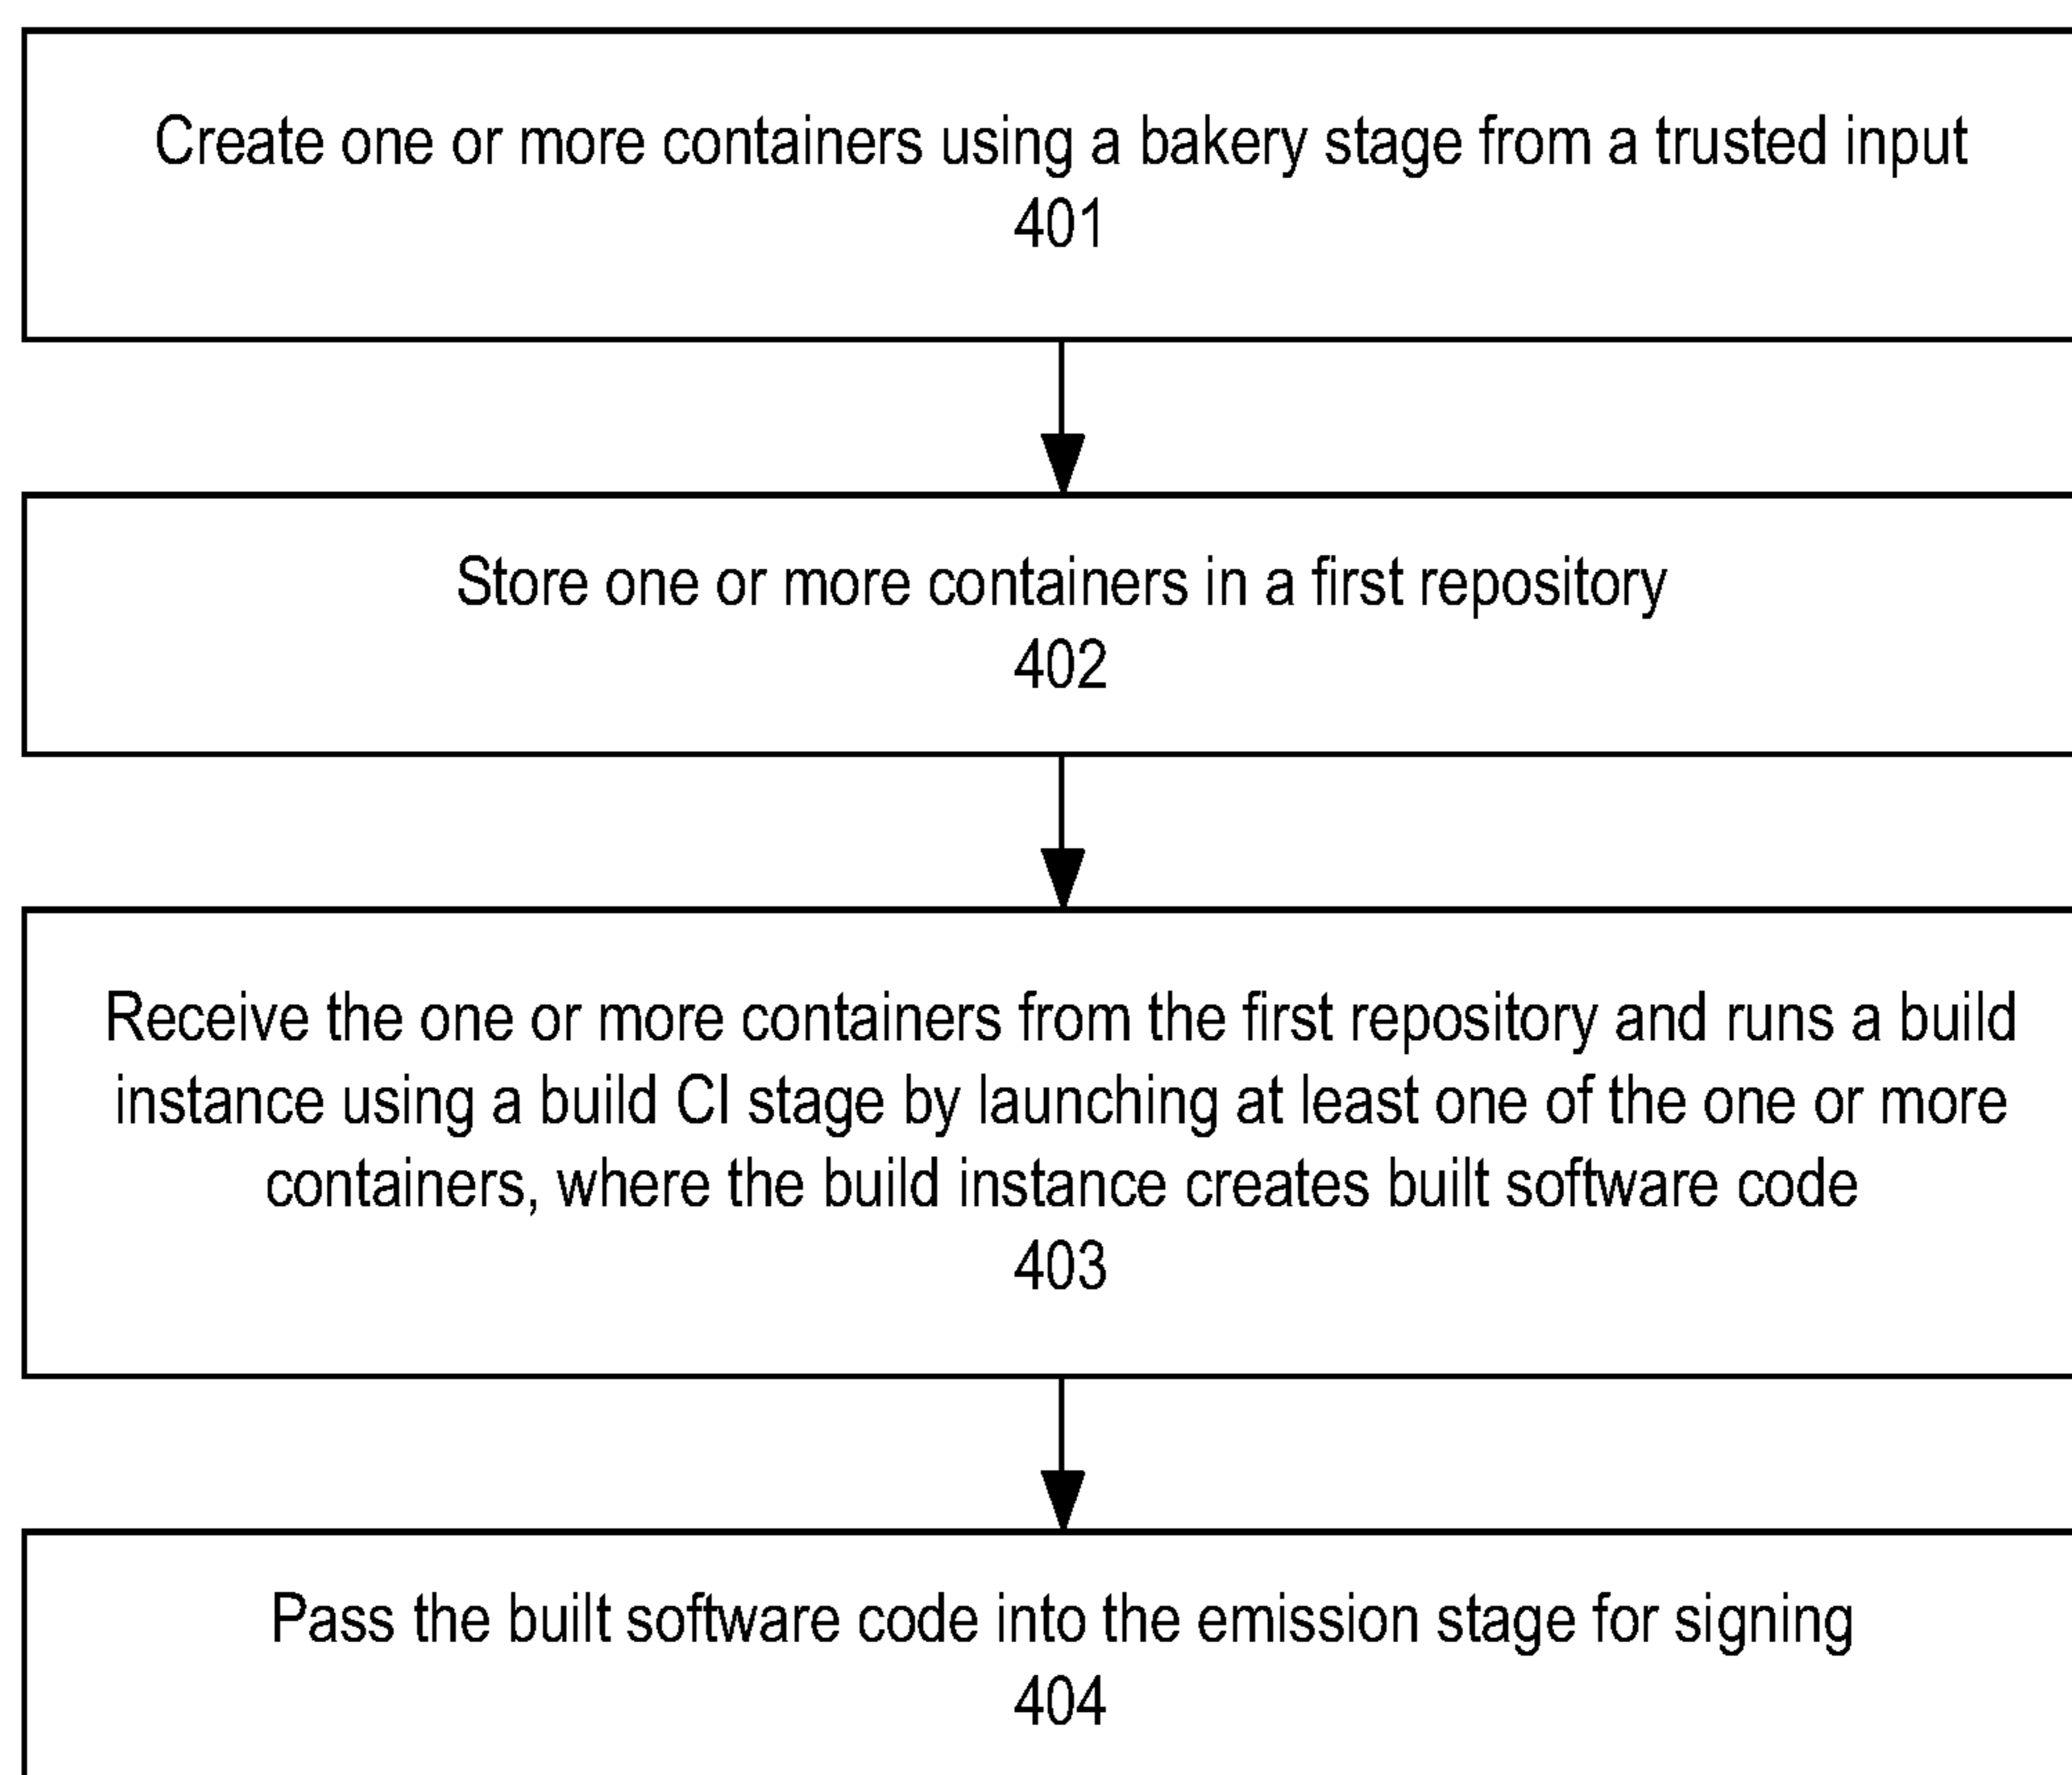 Create one or more containers using a bakery stage from a trusted input
401
Store one or more containers in a first repository
402
Receive the one or more containers from the first repository and runs a build
instance using a build CI stage by launching at least one of the one or more
containers, where the build instance creates built software code
403
Pass the built software code into the emission stage for signing
404